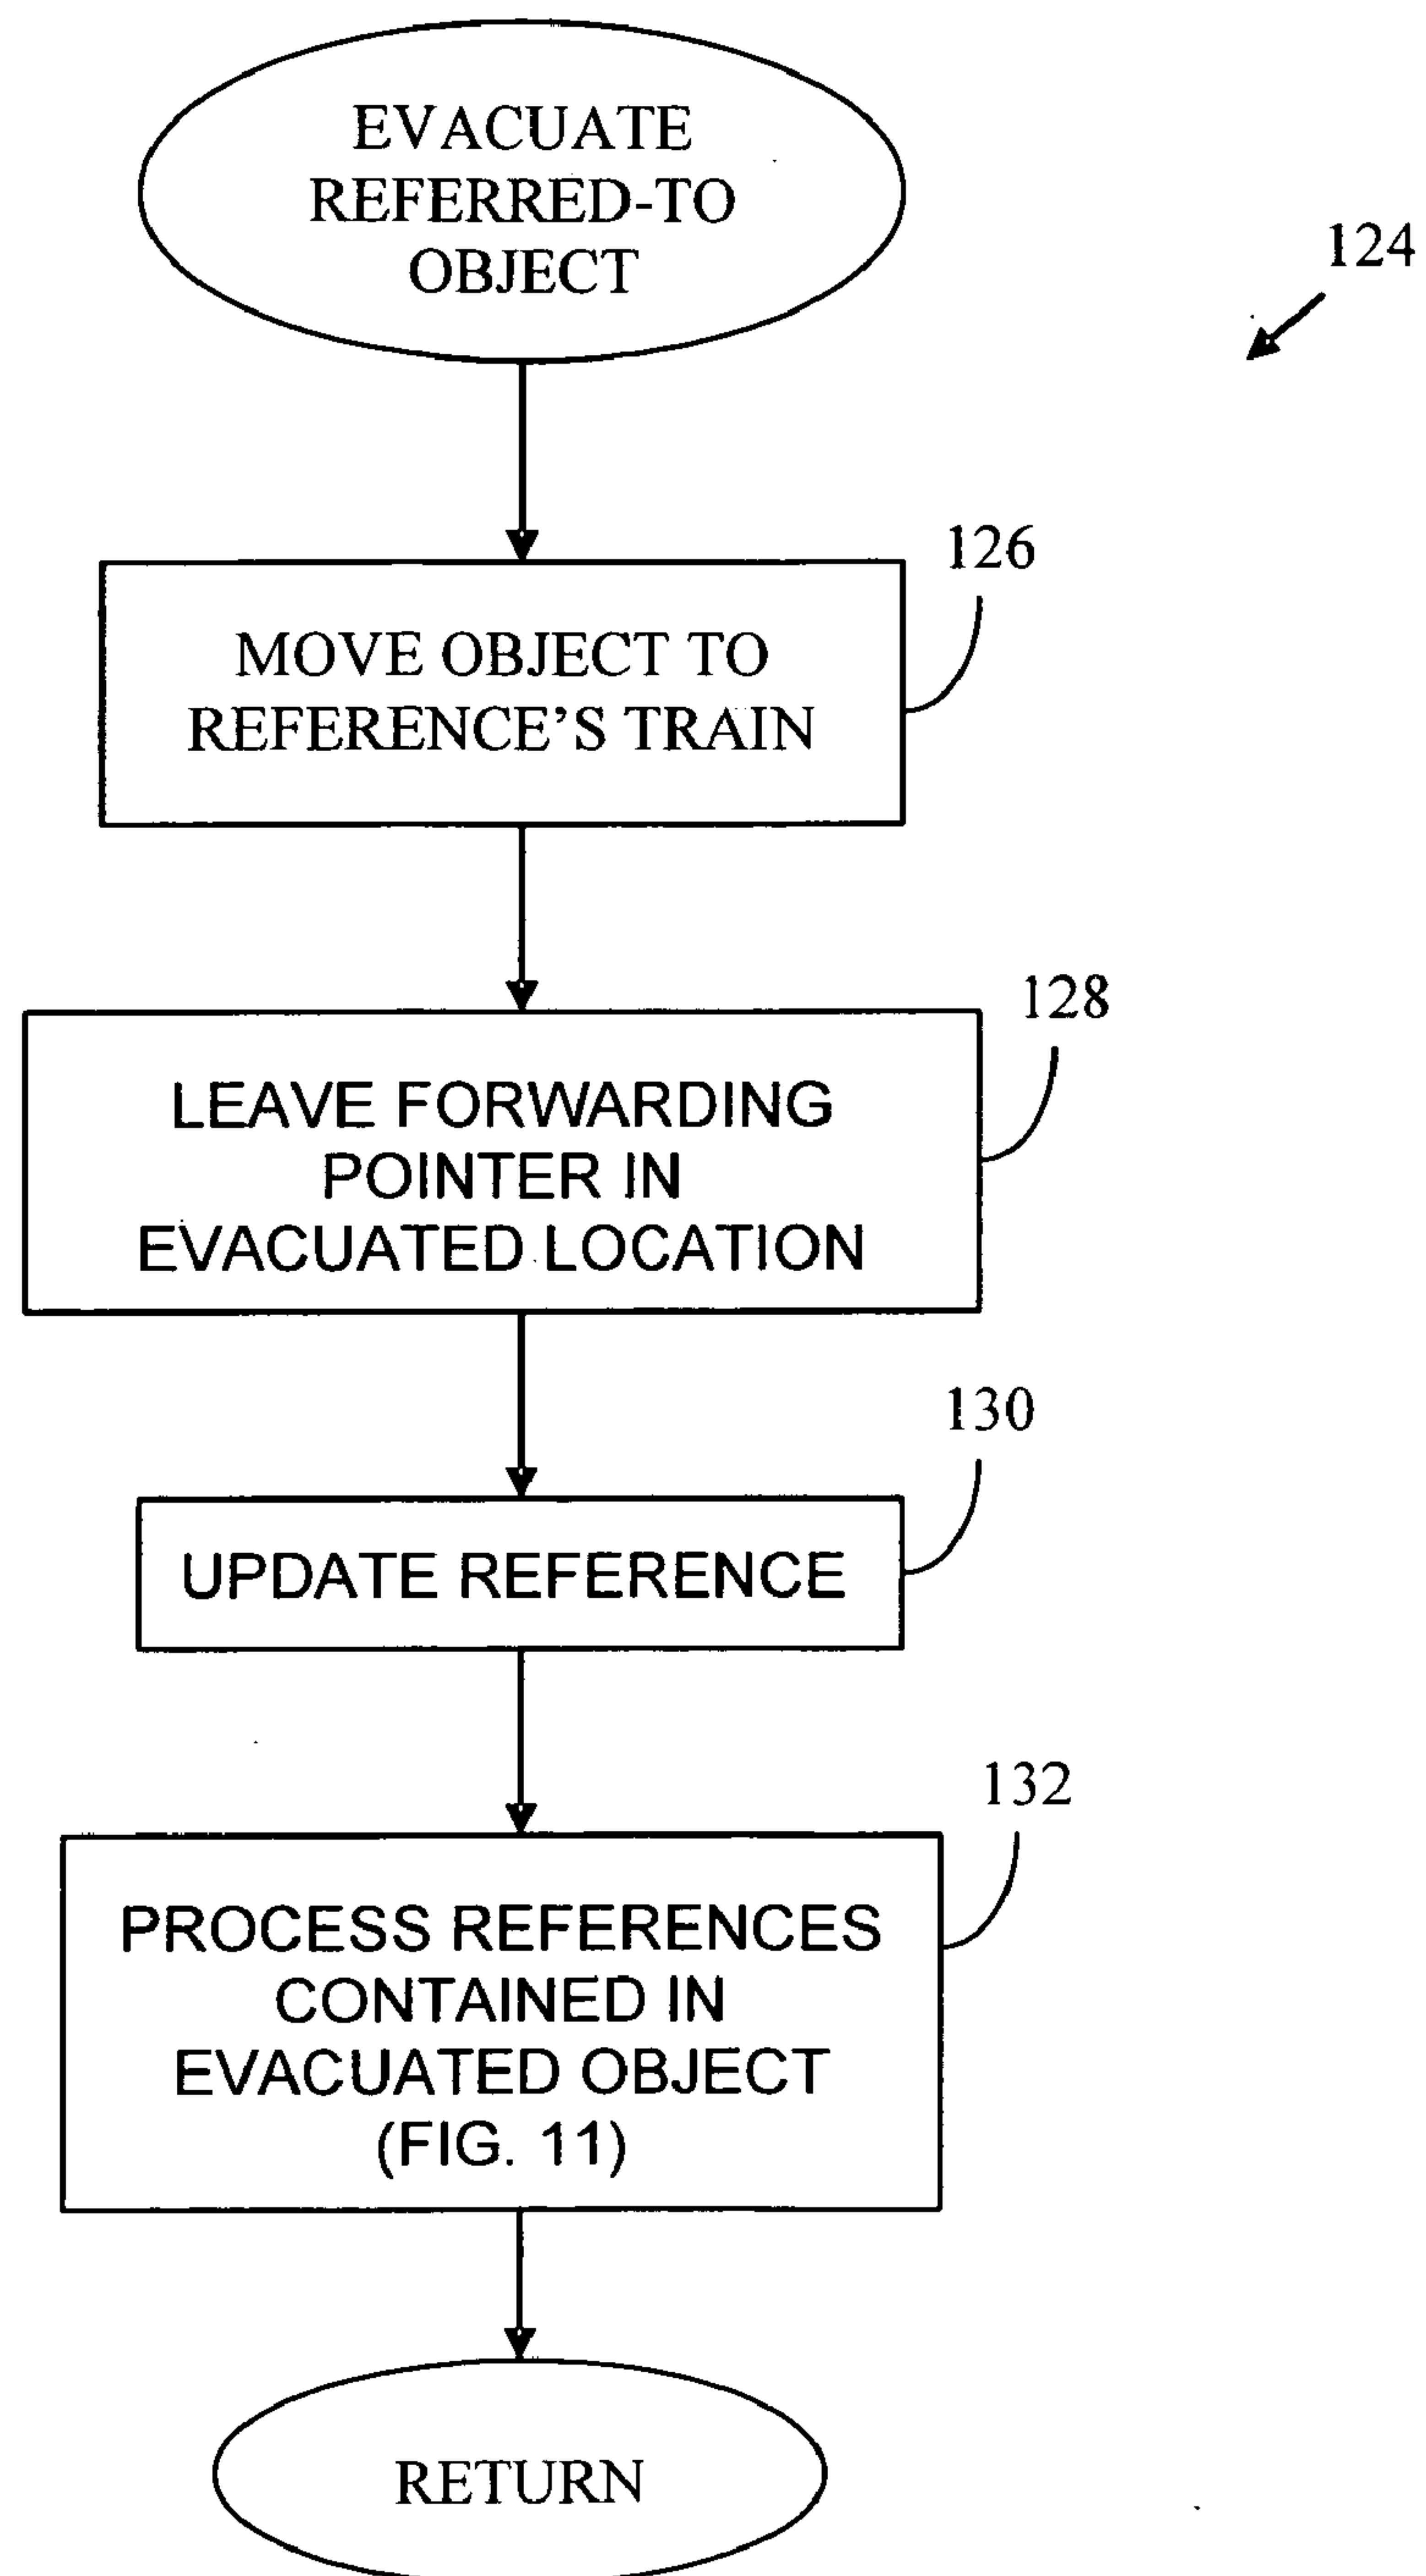 EVACUATE
REFERRED-TO
OBJECT
124
126
MOVE OBJECT TO
REFERENCE’S TRAIN
128
LEAVE FORWARDING
POINTER IN
EVACUATED LOCATION
130
UPDATE REFERENCE
132
PROCESS REFERENCES
CONTAINED IN
EVACUATED OBJECT
(FIG. 11)
RETURN